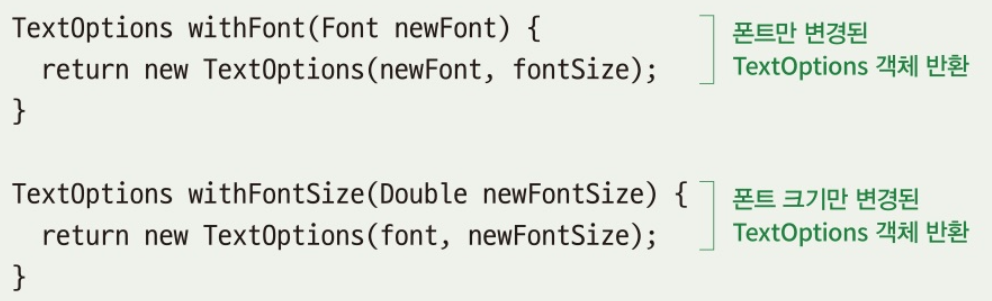 TextOptions withFont(Font newFont) {
폰트만 변경된
return new TextOptions(newFont, fontSize);
TextOptions 객체 반환
}
TextOptions withFontSize(Double newFontSize) {
폰트 크기만 변경된
return new TextOptions(font, newFontSize);
TextOptions 객체 반환
}